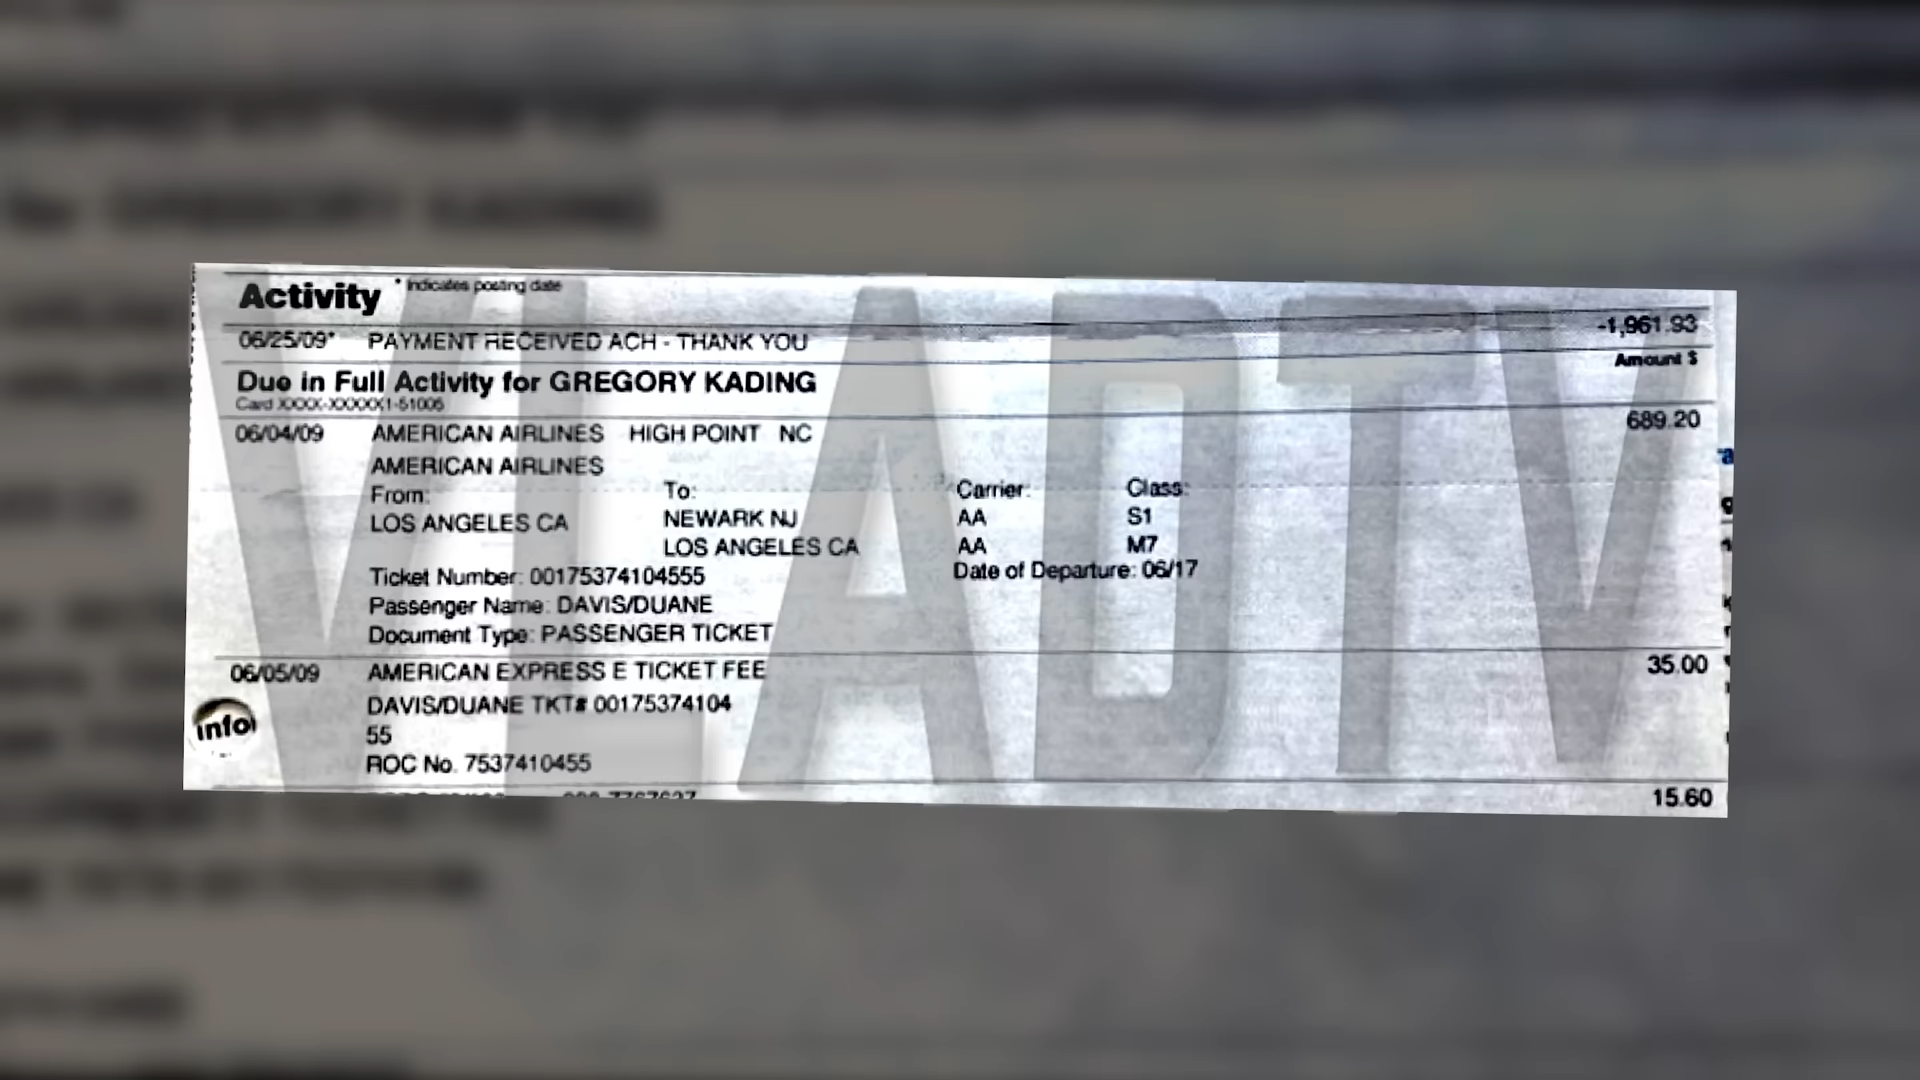 Activity * Indicates posting date
06/25/09* PAYMENT RECEIVED ACH - THANK YOU -1,961.93
Amount $
Due in Full Activity for GREGORY KADING
Card XXXX-XXXXXX1-51005
06/04/09 AMERICAN AIRLINES HIGH POINT NC 689.20
AMERICAN AIRLINES
From: To: Carrier: Class:
LOS ANGELES CA NEWARK NJ AA S1
LOS ANGELES CA AA M7
Ticket Number: 00175374104555 Date of Departure: 06/17
Passenger Name: DAVIS/DUANE
Document Type: PASSENGER TICKET
06/05/09 AMERICAN EXPRESS E TICKET FEE 35.00
DAVIS/DUANE TKT# 00175374104
55
info
ROC No. 7537410455
15.60
VLADTV
GREGORY KADING